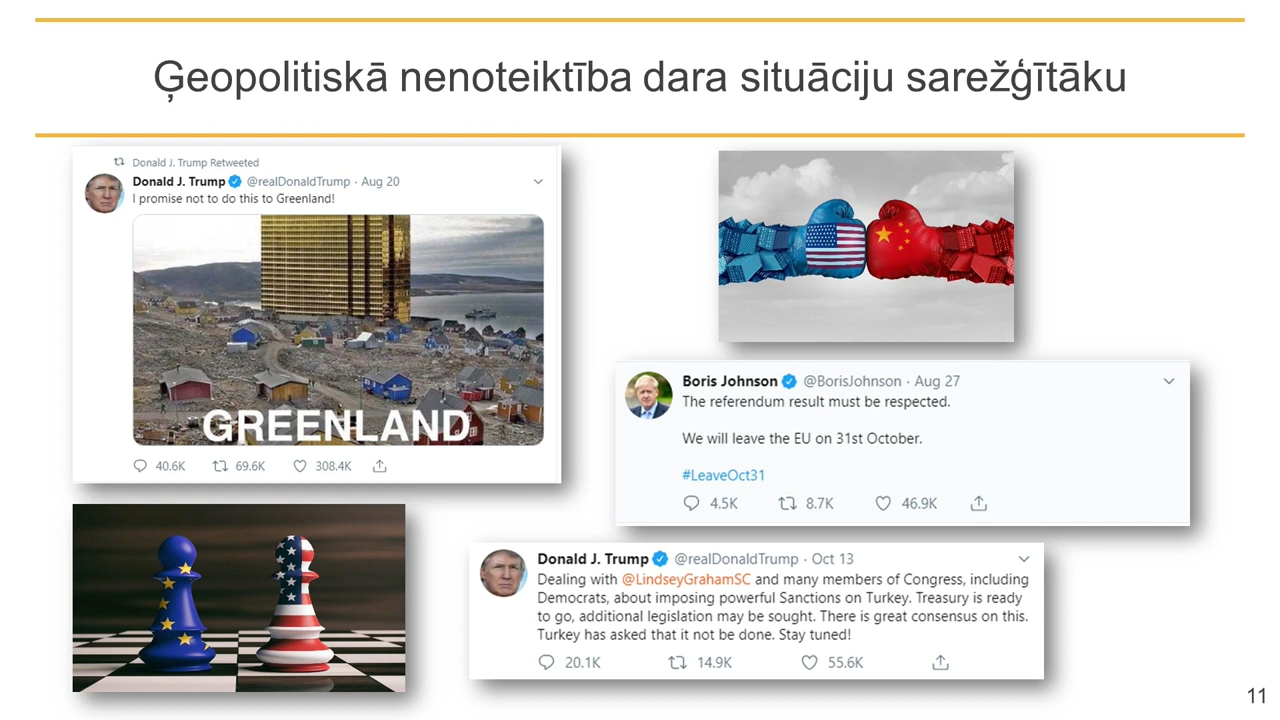 Ģeopolitiskā nenoteiktība dara situāciju sarežģītāku
Donald J. Trump Retweeted
Donald J. Trump @realDonaldTrump · Aug 20
I promise not to do this to Greenland!
GREENLAND
40.6K 69.6K 308.4K
Boris Johnson @BorisJohnson · Aug 27
The referendum result must be respected.
We will leave the EU on 31st October.
#LeaveOct31
4.5K 8.7K 46.9K
Donald J. Trump @realDonaldTrump · Oct 13
Dealing with @LindseyGrahamSC and many members of Congress, including
Democrats, about imposing powerful Sanctions on Turkey. Treasury is ready
to go, additional legislation may be sought. There is great consensus on this.
Turkey has asked that it not be done. Stay tuned!
20.1K 14.9K 55.6K
11